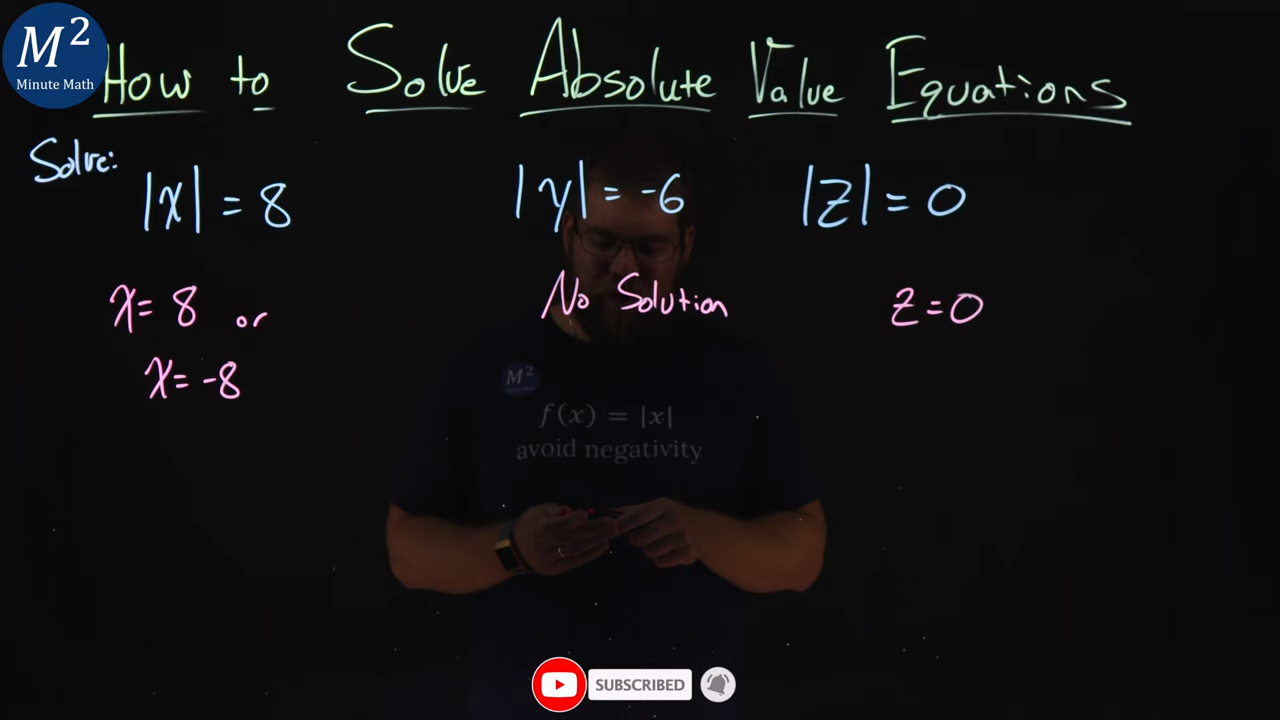 M²
Minute Math
How to Solve Absolute Value Equations
Solve:
|x| = 8
|y| = -6
|z| = 0
x = 8 or
x = -8
No Solution
z = 0
M²
f(x) = |x|
avoid negativity
SUBSCRIBED